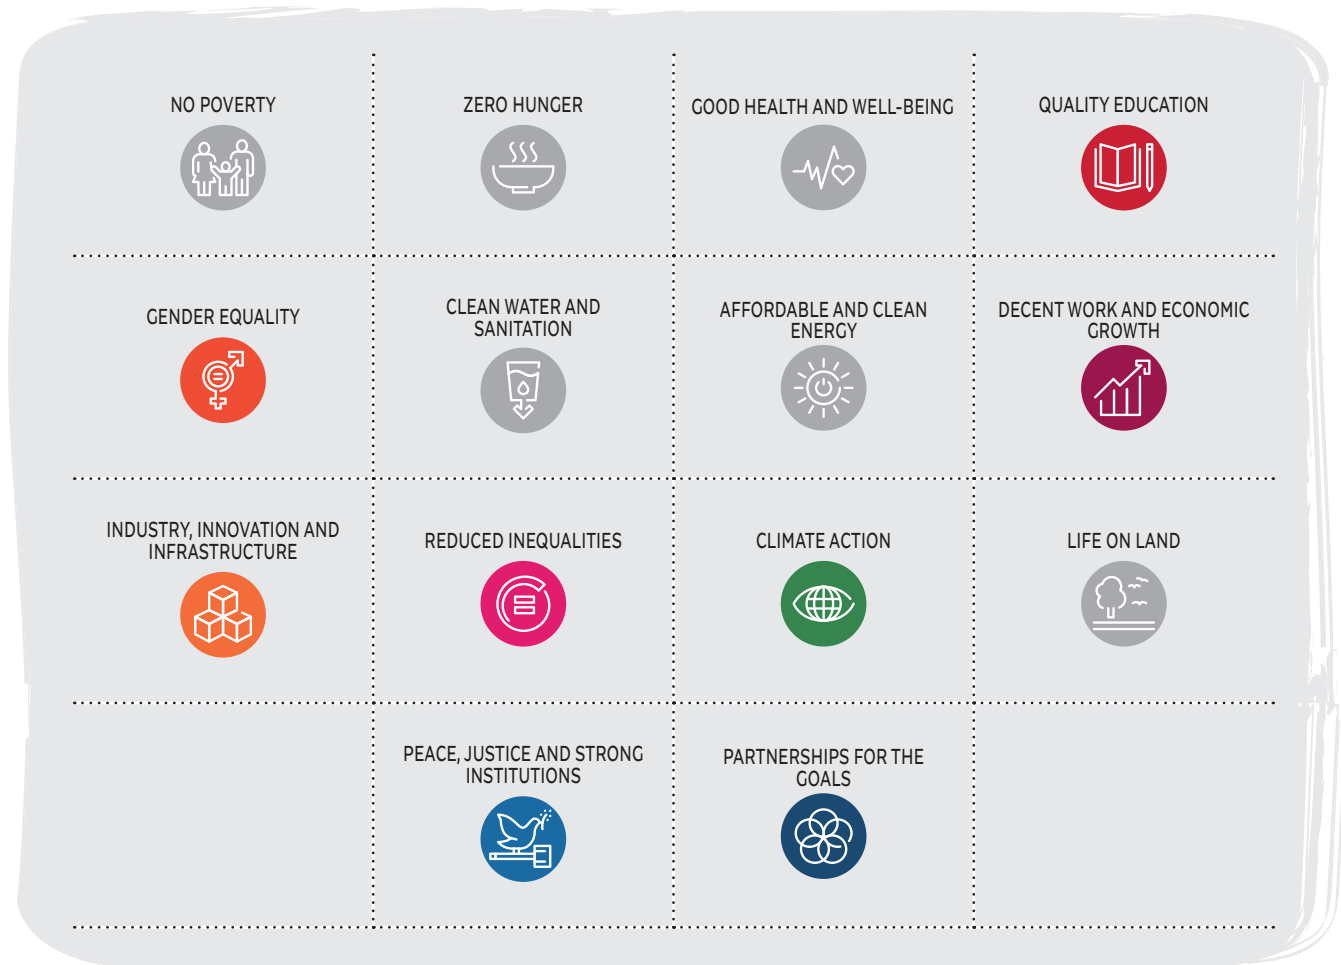 NO POVERTY
ZERO HUNGER
GOOD HEALTH AND WELL-BEING
QUALITY EDUCATION
GENDER EQUALITY
CLEAN WATER AND
SANITATION
AFFORDABLE AND CLEAN
ENERGY
DECENT WORK AND ECONOMIC
GROWTH
INDUSTRY, INNOVATION AND
INFRASTRUCTURE
REDUCED INEQUALITIES
CLIMATE ACTION
LIFE ON LAND
PEACE, JUSTICE AND STRONG
INSTITUTIONS
PARTNERSHIPS FOR THE
GOALS